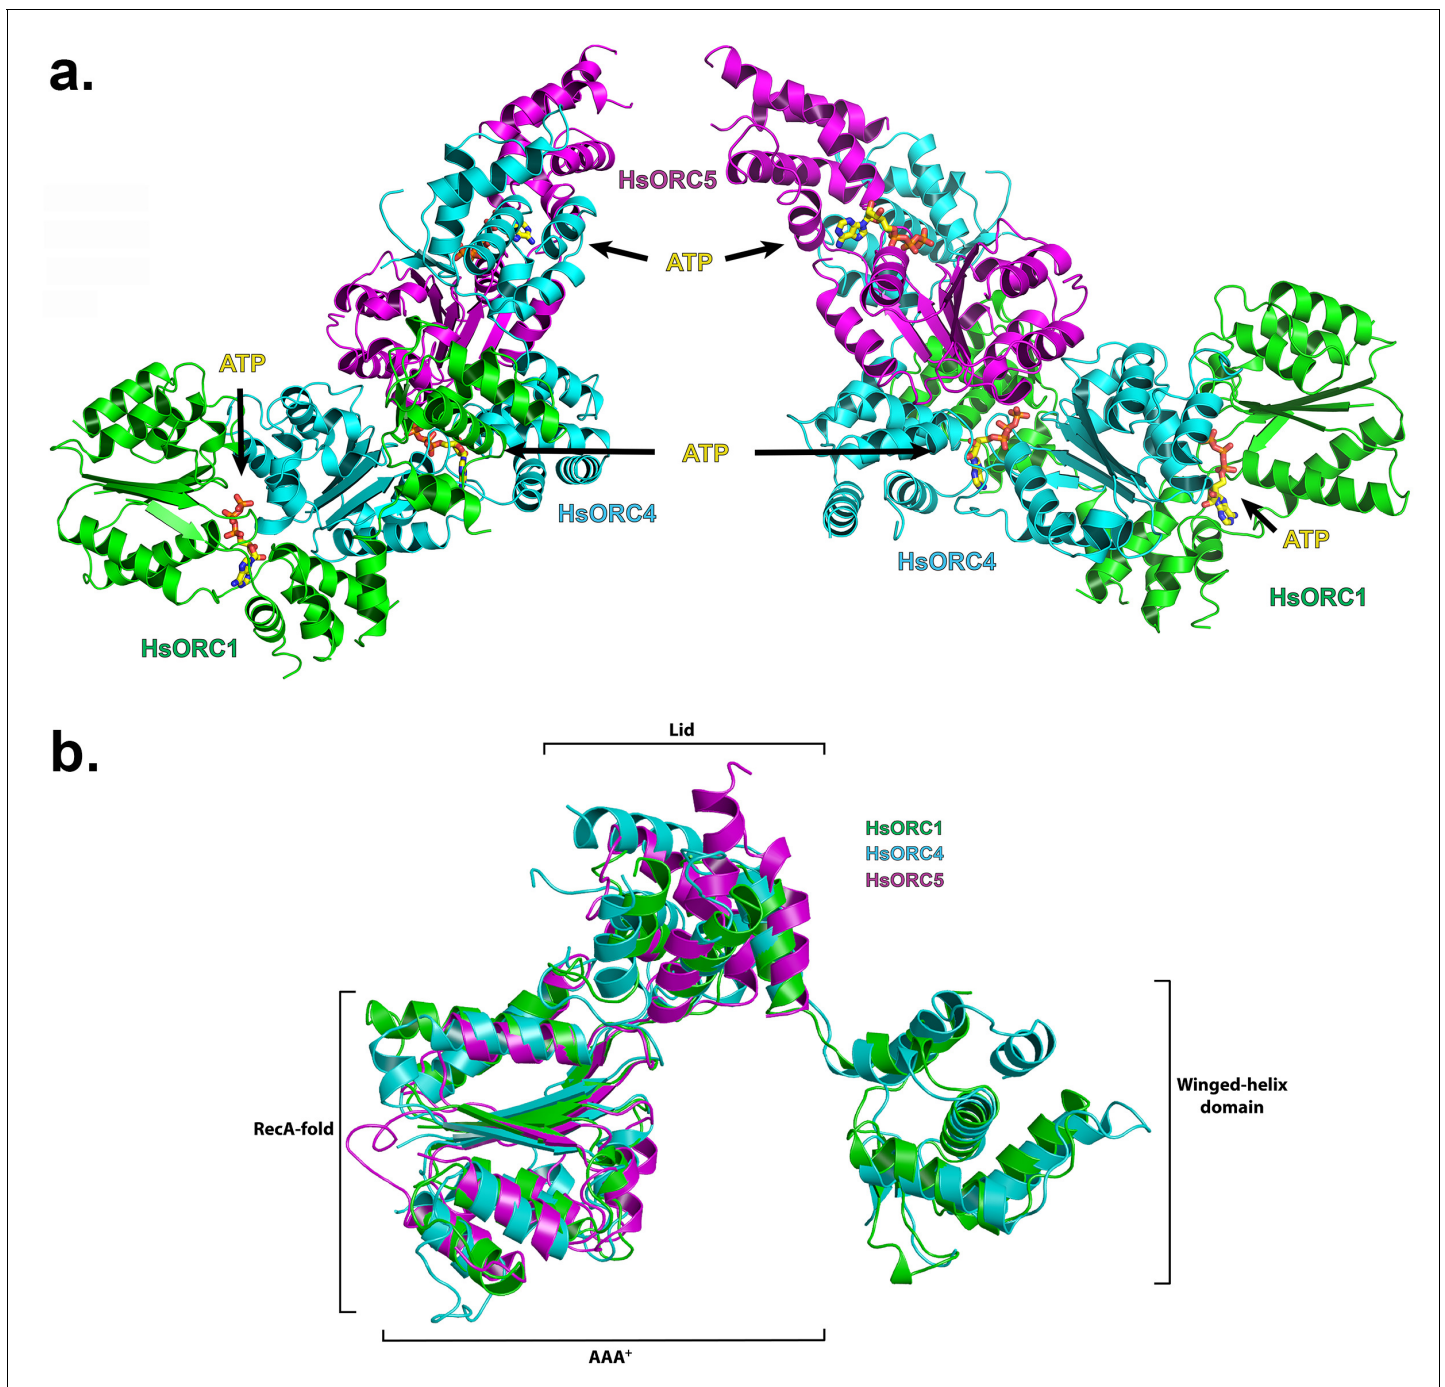 a.
HsORC5
ATP
ATP
ATP
HsORC4
HsORC4
ATP
HsORC1
HsORC1
b.
Lid
HsORC1
HsORC4
HsORC5
Winged-helix
domain
RecA-fold
AAA+